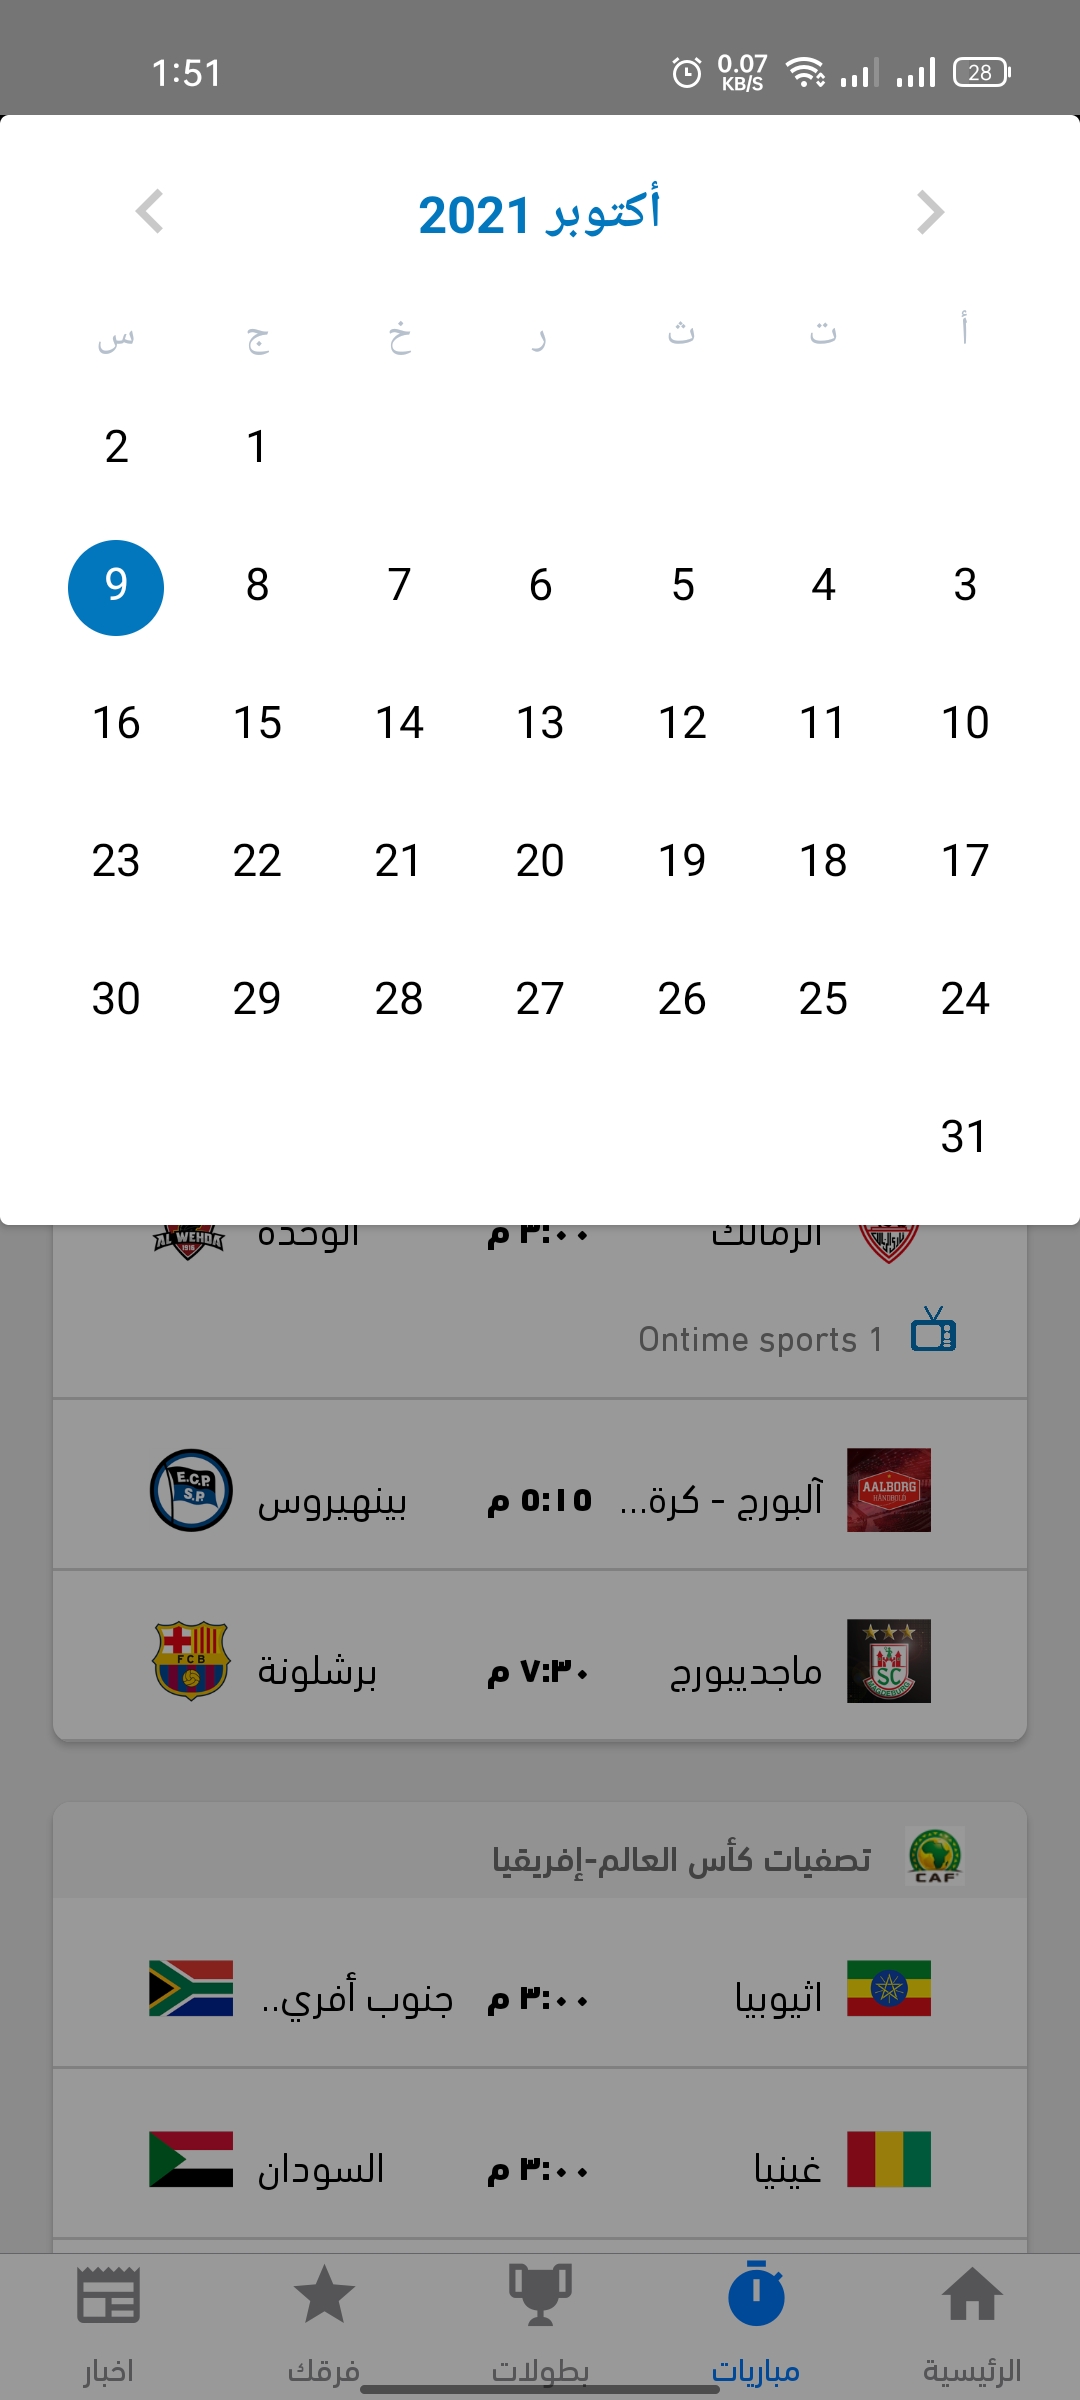 1:51 0.07 KB/S 28
أكتوبر 2021
أ ت ث ر خ ج س
1 2
3 4 5 6 7 8 9
10 11 12 13 14 15 16
17 18 19 20 21 22 23
24 25 26 27 28 29 30
31
الزمالك ٣:٠٠ م الوحدة AL WEHDA 1916
Ontime sports 1
AALBORG HÅNDBOLD آلبورج - كرة... ٥:١٥ م بينهيروس E.C.P. S.P.
SC MAGDEBURG ماجديبورج ٧:٣٠ م برشلونة FCB
CAF تصفيات كأس العالم-إفريقيا
اثيوبيا ٣:٠٠ م جنوب أفري..
غينيا ٣:٠٠ م السودان
الرئيسية مباريات بطولات فرقك اخبار